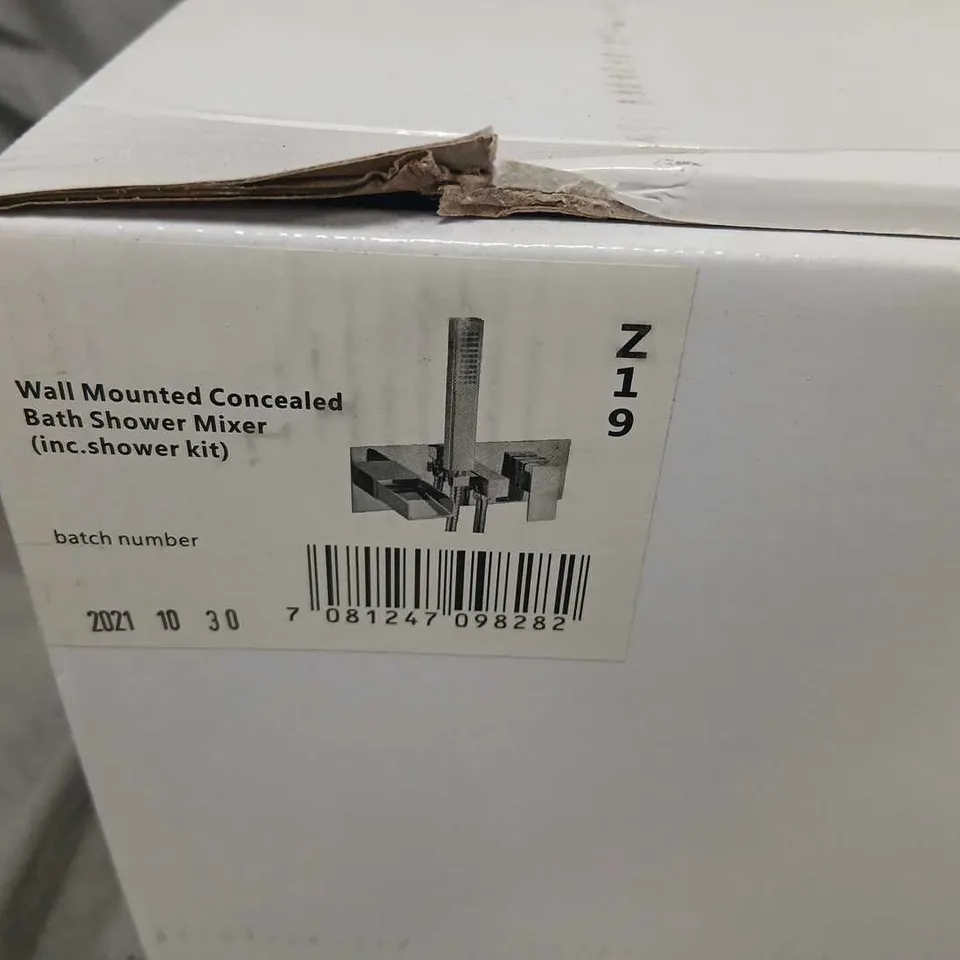 Wall Mounted Concealed
Bath Shower Mixer
(inc.shower kit)
Z
1
9
batch number
2021 10 30
7 081247 098282